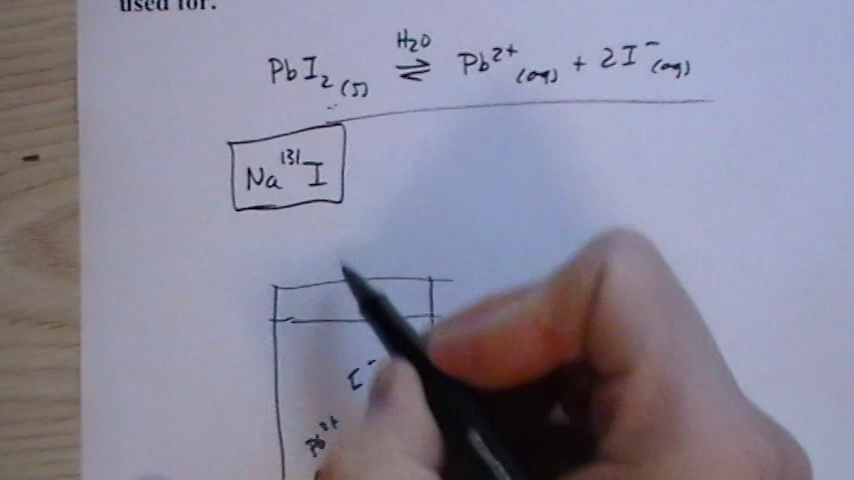 used for.
PbI₂ (s) ⇌ H₂O Pb²⁺ (aq) + 2I⁻ (aq)
Na¹³¹I
I⁻
Pb²⁺